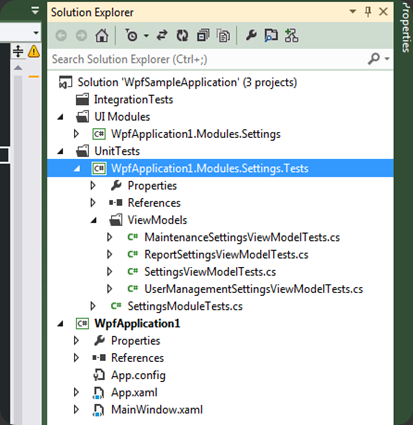 Solution Explorer
Properties
Search Solution Explorer (Ctrl+;)
Solution 'WpfSampleApplication' (3 projects)
IntegrationTests
UI Modules
C# WpfApplication1.Modules.Settings
UnitTests
C# WpfApplication1.Modules.Settings.Tests
Properties
References
ViewModels
C# MaintenanceSettingsViewModelTests.cs
C# ReportSettingsViewModelTests.cs
C# SettingsViewModelTests.cs
C# UserManagementSettingsViewModelTests.cs
C# SettingsModuleTests.cs
C# WpfApplication1
Properties
References
App.config
App.xaml
MainWindow.xaml